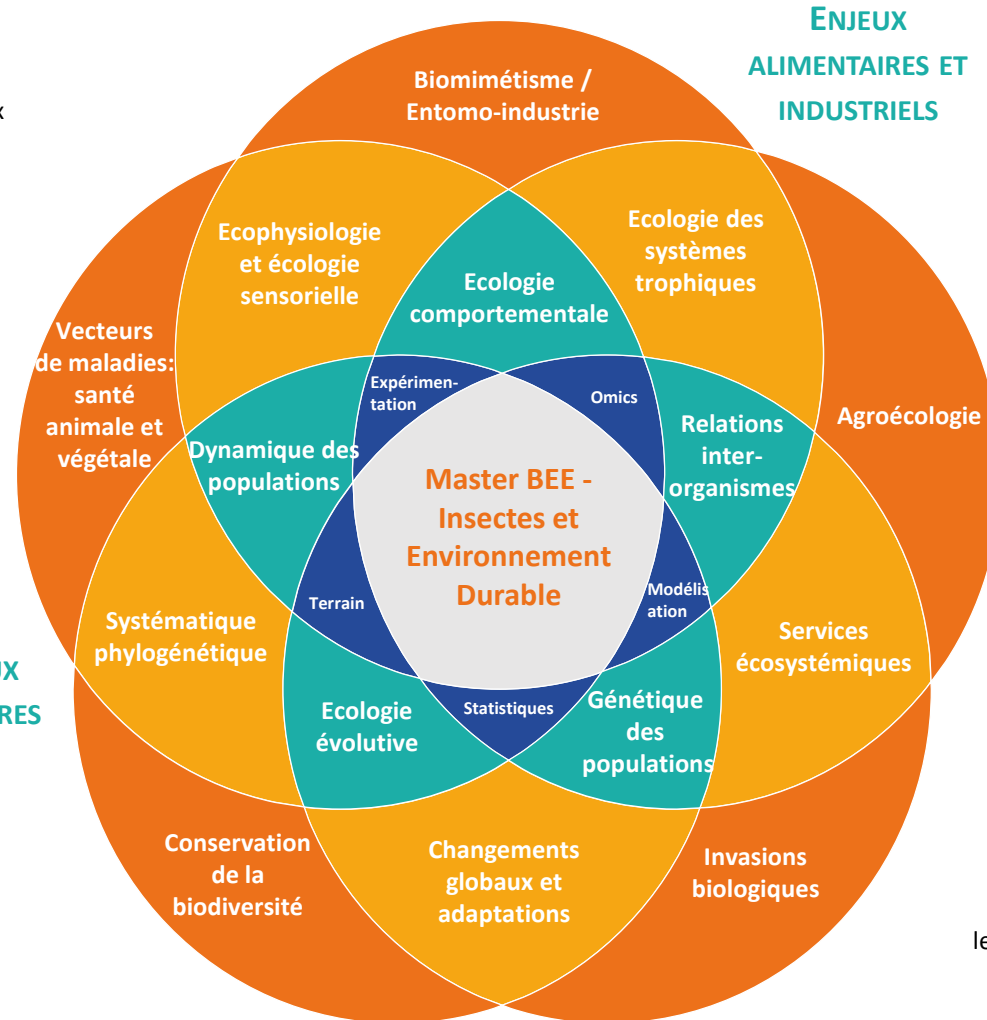 ENJEUX
ALIMENTAIRES ET
INDUSTRIELS
x
Biomimétisme /
Entomo-industrie
Ecophysiologie
et écologie
sensorielle
Ecologie des
systèmes
trophiques
Ecologie
comportementale
Vecteurs
de maladies:
santé
animale et
végétale
Expérimen-
tation
Omics
Agroécologie
Dynamique des
populations
Relations
inter-
organismes
Master BEE -
Insectes et
Environnement
Durable
Terrain
Modélis
ation
Systématique
phylogénétique
Services
écosystémiques
UX
RES
Statistiques
Ecologie
évolutive
Génétique
des
populations
Conservation
de la
biodiversité
Changements
globaux et
adaptations
Invasions
biologiques
le